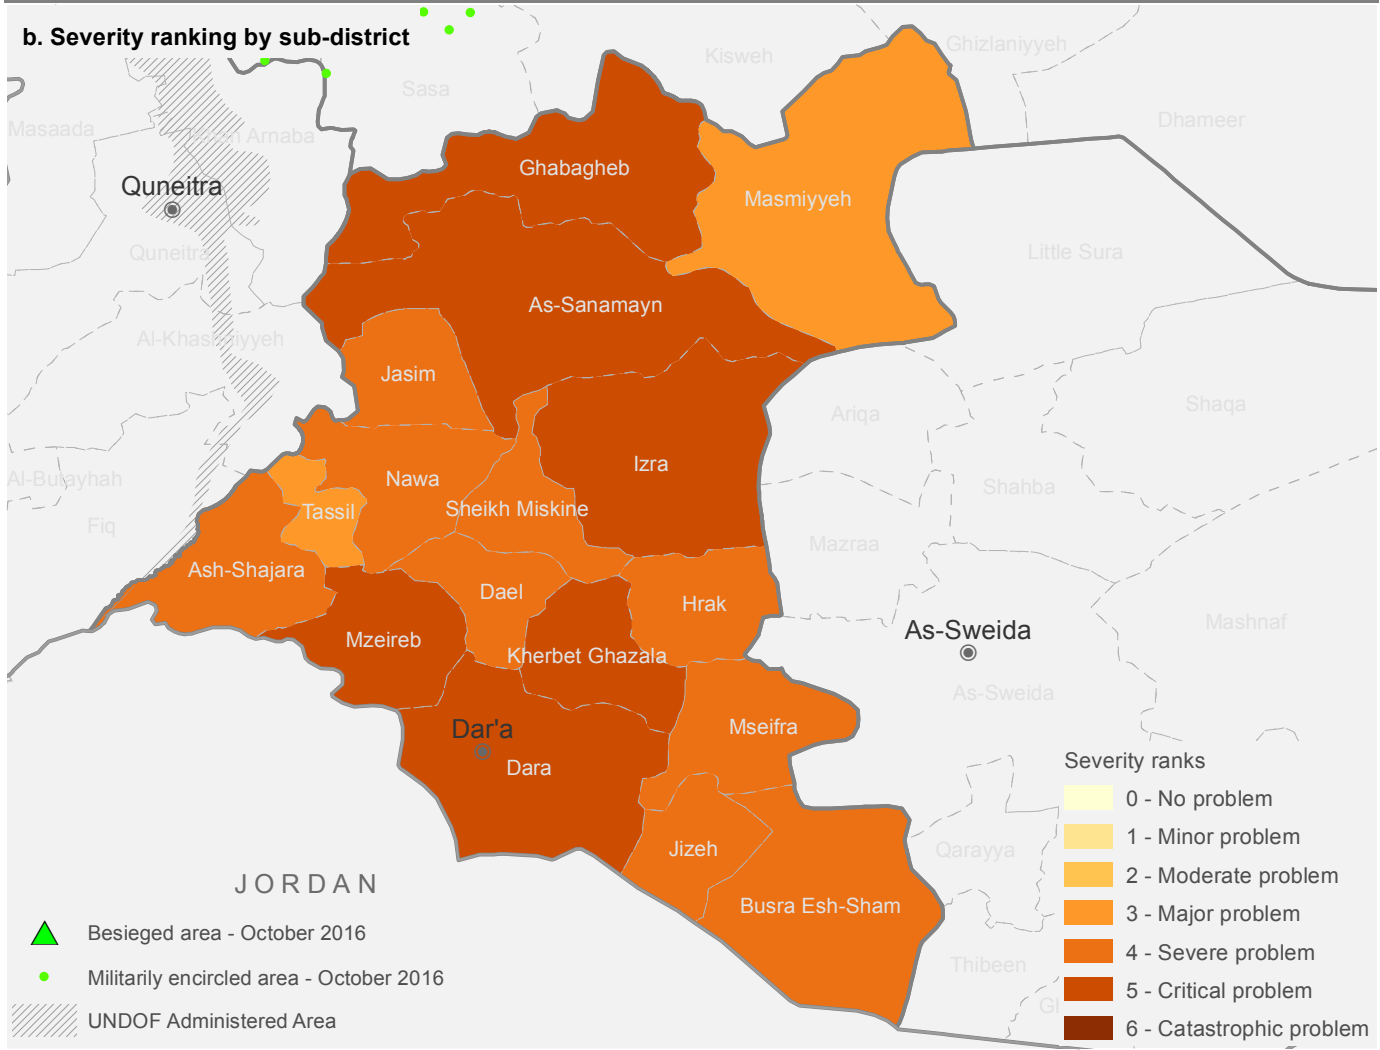 b. Severity ranking by sub-district
Kisweh
Ghizlaniyyeh
Sasa
Dhameer
Masaada
Khan Arnaba
Ghabagheb
Quneitra
Masmiyyeh
Quneitra
Little Sura
As-Sanamayn
Al-Khashniyyeh
Jasim
Ariqa
Shaqa
Izra
Al-Butayhah
Nawa
Shahba
Sheikh Miskine
Tassil
Fiq
Mazraa
Ash-Shajara
Dael
Hrak
Mashnaf
As-Sweida
Mzeireb
Kherbet Ghazala
As-Sweida
Mseifra
Dar'a
Dara
Severity ranks
0 - No problem
1 - Minor problem
Jizeh
Qarayya
2 - Moderate problem
JORDAN
Busra Esh-Sham
3 - Major problem
Besieged area - October 2016
4 - Severe problem
Thibeen
Militarily encircled area - October 2016
5 - Critical problem
Gl
UNDOF Administered Area
6 - Catastrophic problem